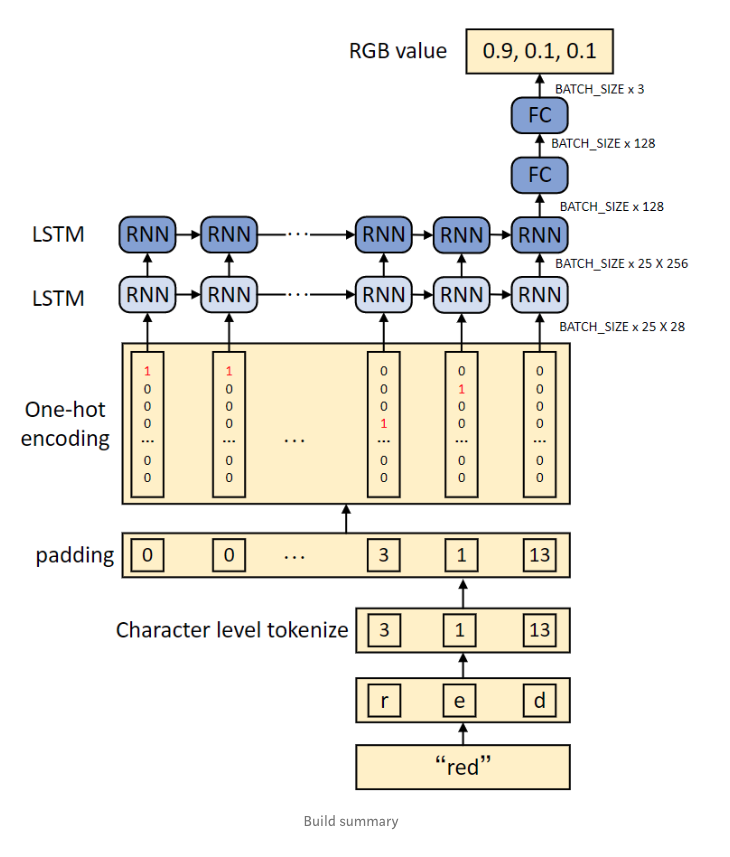 RGB value
0.9, 0.1, 0.1
BATCH_SIZE x 3
FC
BATCH_SIZE x 128
FC
BATCH_SIZE x 128
LSTM
RNN RNN ... RNN RNN RNN
BATCH_SIZE x 25 X 256
LSTM
RNN RNN ... RNN RNN RNN
BATCH_SIZE x 25 X 28
One-hot
encoding
1 1 0 0 0
0 0 0 1 0
0 0 0 0 0
0 0 1 0 0
... ... ... ... ... ...
0 0 0 0 0
0 0 0 0 0
padding
0 0 ... 3 1 13
Character level tokenize
3 1 13
r e d
“red”
Build summary